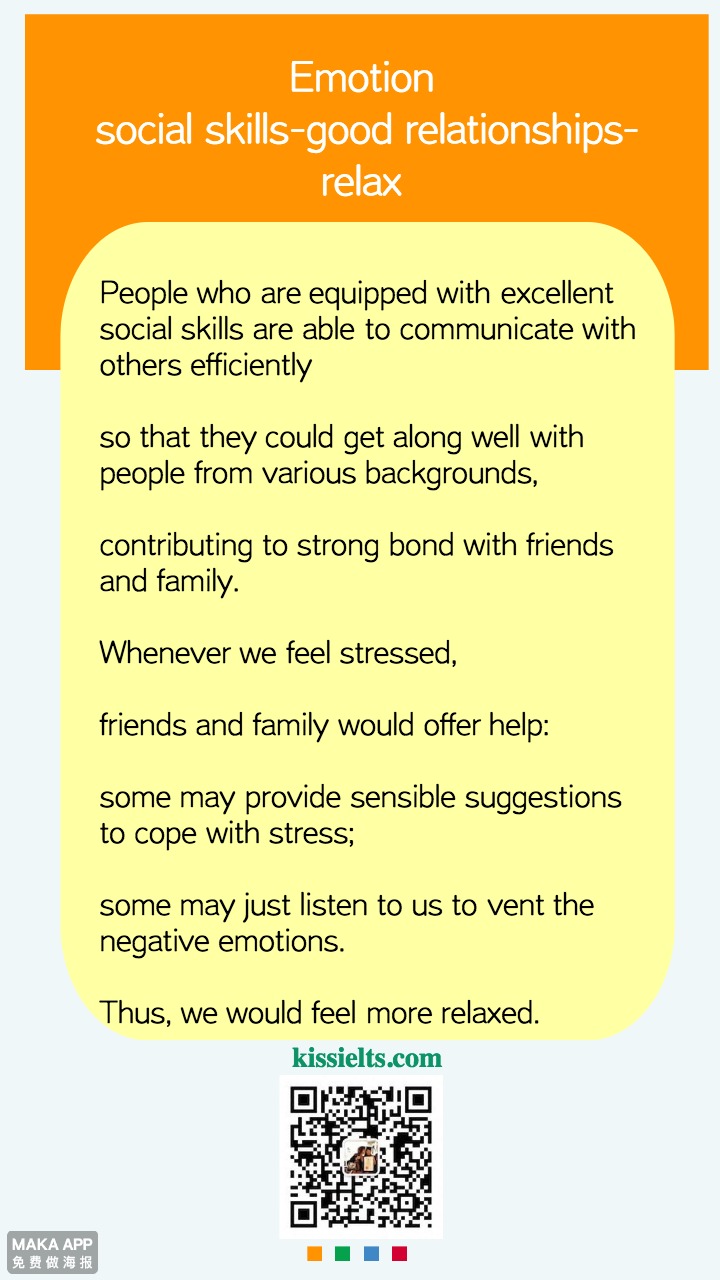 Emotion
social skills-good relationships-
relax
People who are equipped with excellent
social skills are able to communicate with
others efficiently
so that they could get along well with
people from various backgrounds,
contributing to strong bond with friends
and family.
Whenever we feel stressed,
friends and family would offer help:
some may provide sensible suggestions
to cope with stress;
some may just listen to us to vent the
negative emotions.
Thus, we would feel more relaxed.
kissielts.com
MAKA APP
免费做海报